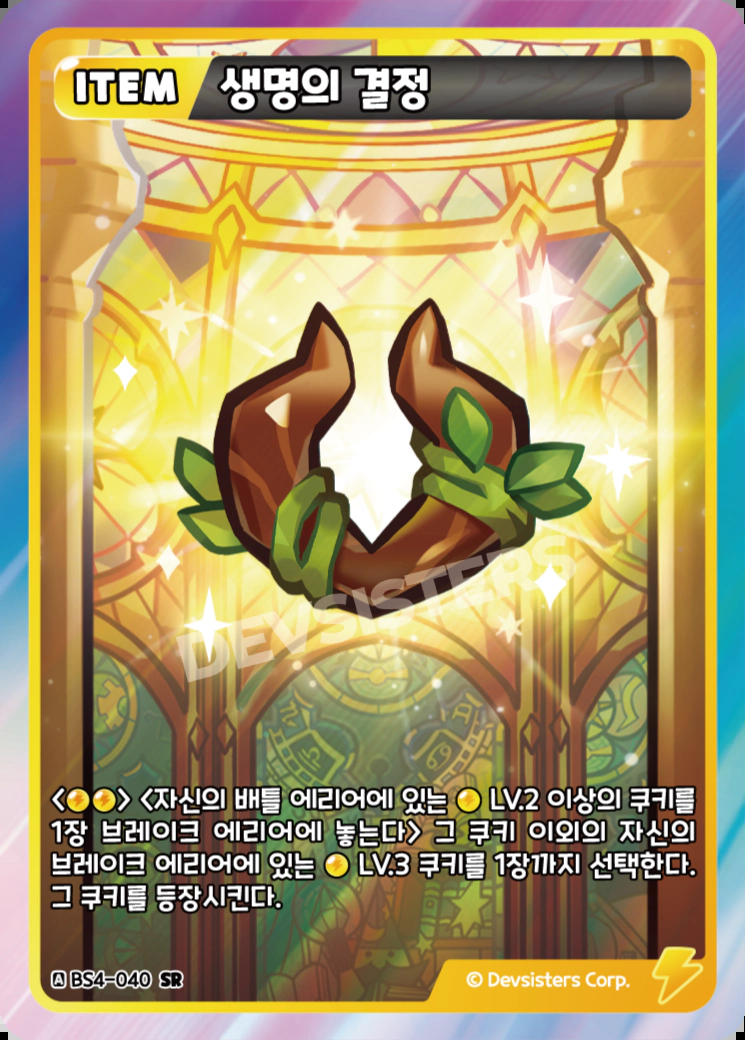 ITEM 생명의 결정
DEVSISTERS
< > <자신의 배틀 에리어에 있는 LV.2 이상의 쿠키를
1장 브레이크 에리어에 놓는다> 그 쿠키 이외의 자신의
브레이크 에리어에 있는 LV.3 쿠키를 1장까지 선택한다.
그 쿠키를 등장시킨다.
A BS4-040 SR
© Devsisters Corp.